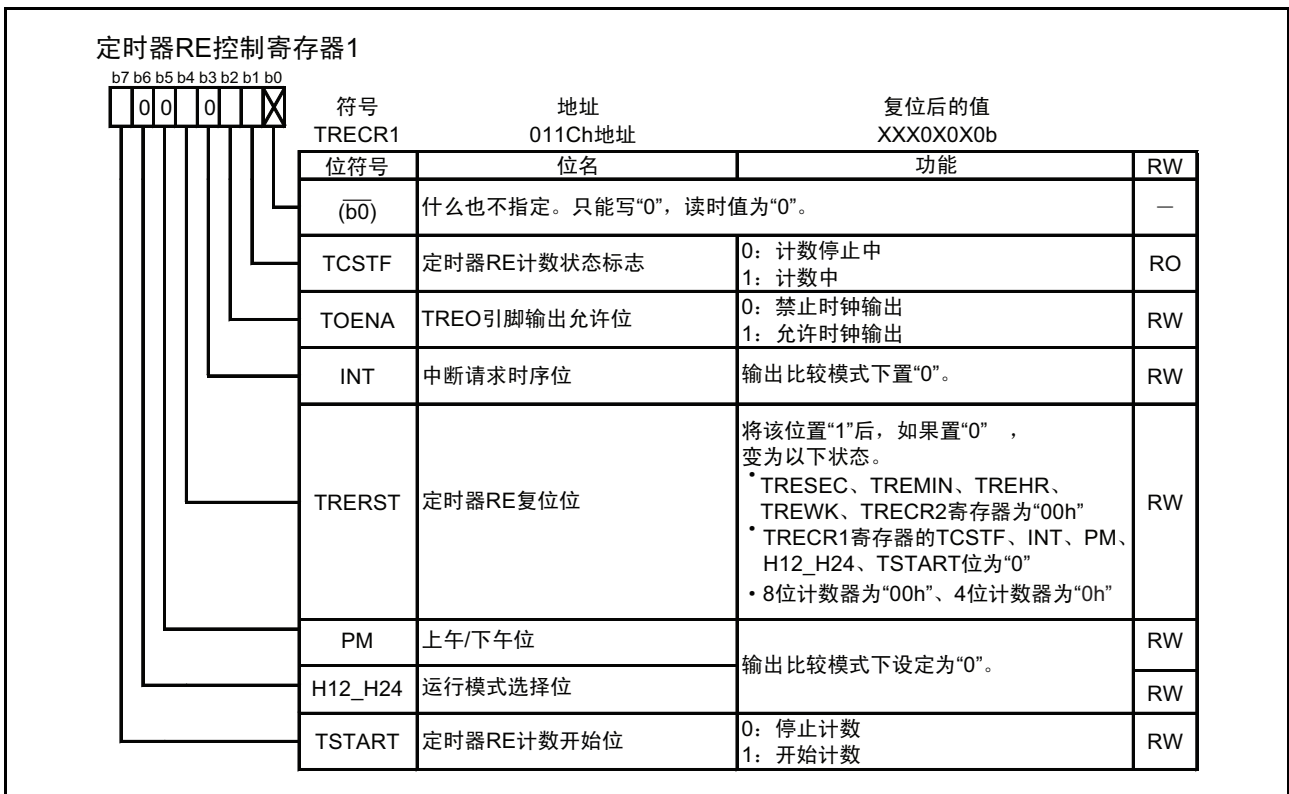 定时器RE控制寄存器1
b7 b6 b5 b4 b3 b2 b1 b0
0 0 0
符号 地址 复位后的值
TRECR1 011Ch地址 XXX0X0X0b
位符号 位名 功能 RW
(b0) 什么也不指定。只能写“0”，读时值为“0”。 —
TCSTF 定时器RE计数状态标志 0：计数停止中
1：计数中 RO
TOENA TREO引脚输出允许位 0：禁止时钟输出
1：允许时钟输出 RW
INT 中断请求时序位 输出比较模式下置“0”。 RW
TRERST 定时器RE复位位 将该位置“1”后，如果置“0” ，
变为以下状态。
•TRESEC、TREMIN、TREHR、
TREWK、TRECR2寄存器为“00h”
•TRECR1寄存器的TCSTF、INT、PM、
H12_H24、TSTART位为“0”
•8位计数器为“00h”、4位计数器为“0h” RW
PM 上午/下午位 输出比较模式下设定为“0”。 RW
H12_H24 运行模式选择位 RW
TSTART 定时器RE计数开始位 0：停止计数
1：开始计数 RW